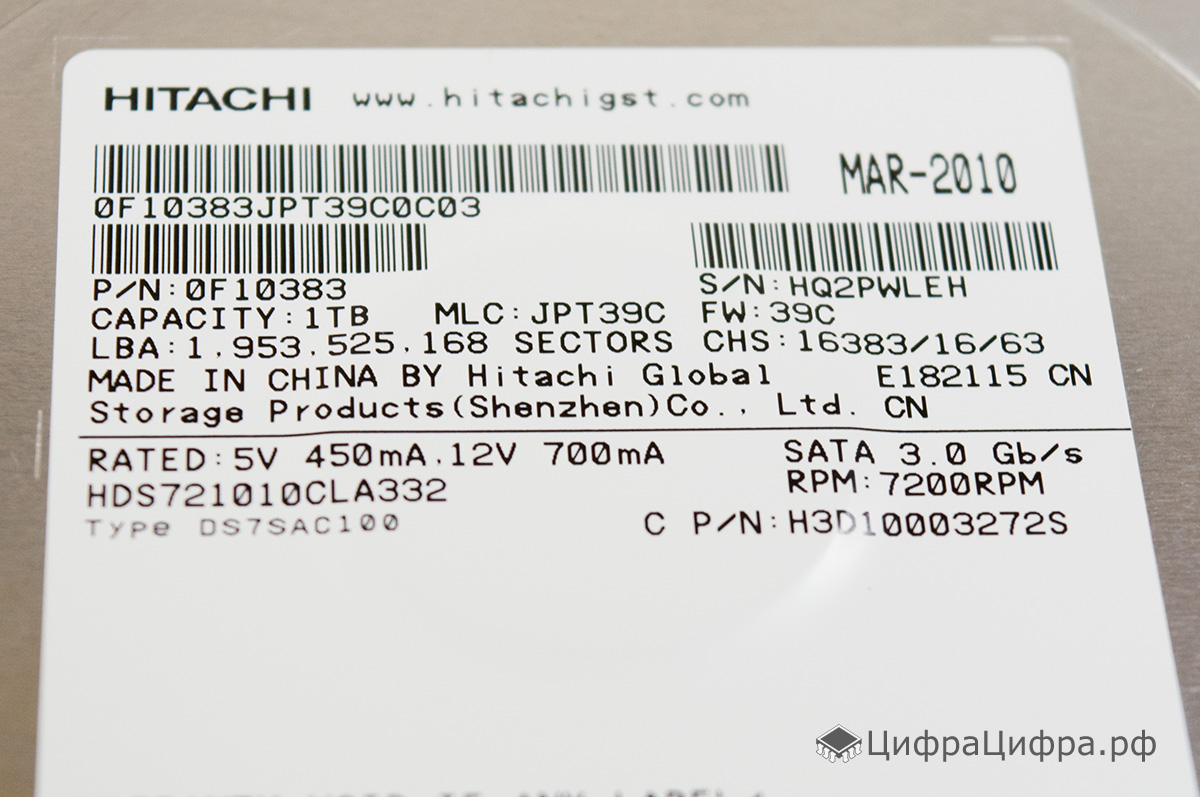 HITACHI www.hitachigst.com
MAR-2010
0F10383JPT39C0C03
P/N:0F10383 S/N:HQ2PWLEH
CAPACITY:1TB MLC:JPT39C FW:39C
LBA:1,953,525,168 SECTORS CHS:16383/16/63
MADE IN CHINA BY Hitachi Global E182115 CN
Storage Products(Shenzhen)Co., Ltd. CN
RATED:5V 450mA,12V 700mA SATA 3.0 Gb/s
HDS721010CLA332 RPM:7200RPM
Type DS7SAC100 C P/N:H3D10003272S
ЦифраЦифра.рф